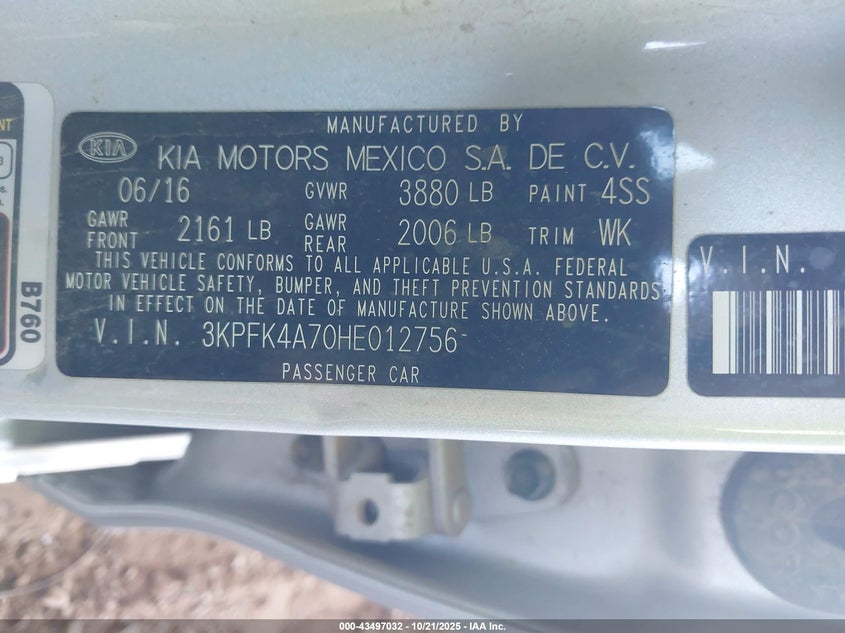 MANUFACTURED BY
KIA KIA MOTORS MEXICO S.A. DE C.V.
06/16 GVWR 3880 LB PAINT 4SS
GAWR FRONT 2161 LB GAWR REAR 2006 LB TRIM WK
THIS VEHICLE CONFORMS TO ALL APPLICABLE U.S.A. FEDERAL
MOTOR VEHICLE SAFETY, BUMPER, AND THEFT PREVENTION STANDARDS
IN EFFECT ON THE DATE OF MANUFACTURE SHOWN ABOVE.
V.I.N. 3KPFK4A70HE012756
PASSENGER CAR
B760
V.I.N.
000-43497032 - 10/21/2025 - IAA Inc.